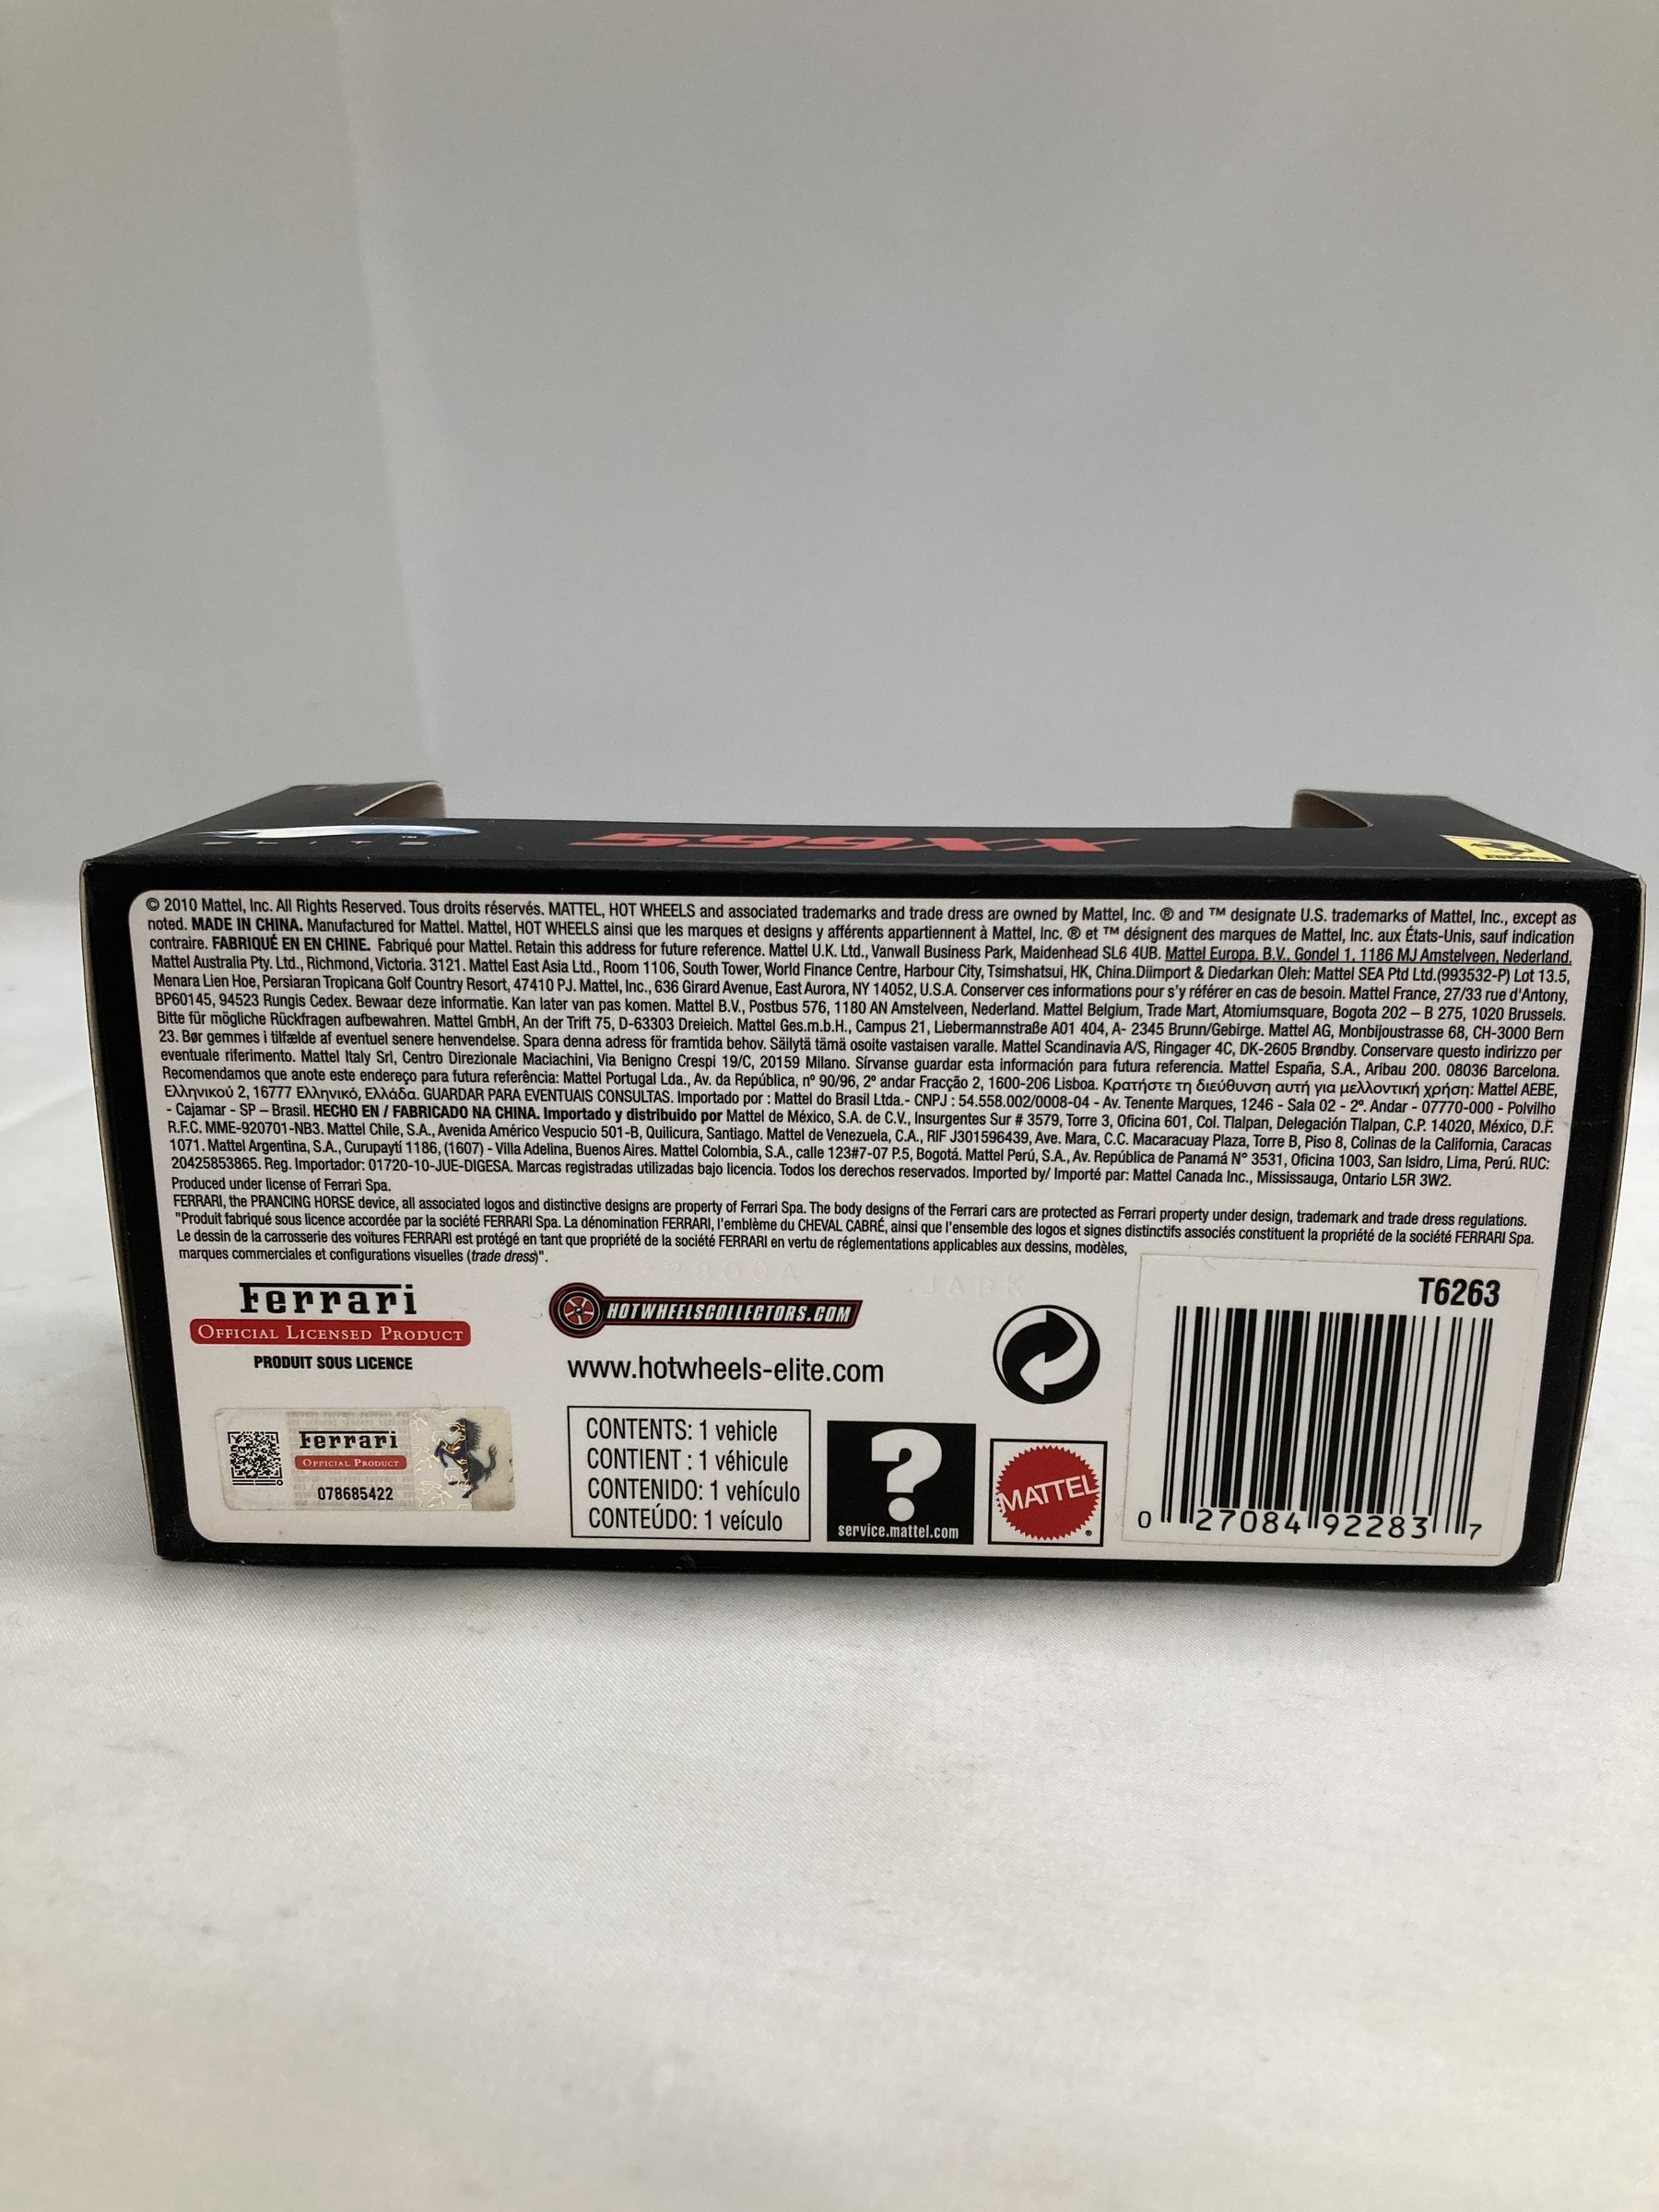 ELITE™
599XX
Ferrari
© 2010 Mattel, Inc. All Rights Reserved. Tous droits réservés. MATTEL, HOT WHEELS and associated trademarks and trade dress are owned by Mattel, Inc. ® and ™ designate U.S. trademarks of Mattel, Inc., except as
noted. MADE IN CHINA. Manufactured for Mattel. Mattel, HOT WHEELS ainsi que les marques et designs y afférents appartiennent à Mattel, Inc. ® et ™ désignent des marques de Mattel, Inc. aux États-Unis, sauf indication
contraire. FABRIQUÉ EN EN CHINE. Fabriqué pour Mattel. Retain this address for future reference. Mattel U.K. Ltd., Vanwall Business Park, Maidenhead SL6 4UB. Mattel Europa, B.V., Gondel 1, 1186 MJ Amstelveen, Nederland.
Mattel Australia Pty. Ltd., Richmond, Victoria. 3121. Mattel East Asia Ltd., Room 1106, South Tower, World Finance Centre, Harbour City, Tsimshatsui, HK, China.Diimport & Diedarkan Oleh: Mattel SEA Ptd Ltd.(993532-P) Lot 13.5,
Menara Lien Hoe, Persiaran Tropicana Golf Country Resort, 47410 PJ. Mattel, Inc., 636 Girard Avenue, East Aurora, NY 14052, U.S.A. Conserver ces informations pour s'y référer en cas de besoin. Mattel France, 27/33 rue d'Antony,
BP60145, 94523 Rungis Cedex. Bewaar deze informatie. Kan later van pas komen. Mattel B.V., Postbus 576, 1180 AN Amstelveen, Nederland. Mattel Belgium, Trade Mart, Atomiumsquare, Bogota 202 – B 275, 1020 Brussels.
Bitte für mögliche Rückfragen aufbewahren. Mattel GmbH, An der Trift 75, D-63303 Dreieich. Mattel Ges.m.b.H., Campus 21, Liebermannstraße A01 404, A- 2345 Brunn/Gebirge. Mattel AG, Monbijoustrasse 68, CH-3000 Bern
23. Bør gemmes i tilfælde af eventuel senere henvendelse. Spara denna adress för framtida behov. Säilytä tämä osoite vastaisen varalle. Mattel Scandinavia A/S, Ringager 4C, DK-2605 Brøndby. Conservare questo indirizzo per
eventuale riferimento. Mattel Italy Srl, Centro Direzionale Maciachini, Via Benigno Crespi 19/C, 20159 Milano. Sírvanse guardar esta información para futura referencia. Mattel España, S.A., Aribau 200. 08036 Barcelona.
Recomendamos que anote este endereço para futura referência: Mattel Portugal Lda., Av. da República, nº 90/96, 2º andar Fracção 2, 1600-206 Lisboa. Κρατήστε τη διεύθυνση αυτή για μελλοντική χρήση: Mattel AEBE,
Ελληνικού 2, 16777 Ελληνικό, Ελλάδα. GUARDAR PARA EVENTUAIS CONSULTAS. Importado por : Mattel do Brasil Ltda.- CNPJ : 54.558.002/0008-04 - Av. Tenente Marques, 1246 - Sala 02 - 2º. Andar - 07770-000 - Polvilho
- Cajamar - SP – Brasil. HECHO EN / FABRICADO NA CHINA. Importado y distribuido por Mattel de México, S.A. de C.V., Insurgentes Sur # 3579, Torre 3, Oficina 601, Col. Tlalpan, Delegación Tlalpan, C.P. 14020, México, D.F.
R.F.C. MME-920701-NB3. Mattel Chile, S.A., Avenida Américo Vespucio 501-B, Quilicura, Santiago. Mattel de Venezuela, C.A., RIF J301596439, Ave. Mara, C.C. Macaracuay Plaza, Torre B, Piso 8, Colinas de la California, Caracas
1071. Mattel Argentina, S.A., Curupaytí 1186, (1607) - Villa Adelina, Buenos Aires. Mattel Colombia, S.A., calle 123#7-07 P.5, Bogotá. Mattel Perú, S.A., Av. República de Panamá N° 3531, Oficina 1003, San Isidro, Lima, Perú. RUC:
20425853865. Reg. Importador: 01720-10-JUE-DIGESA. Marcas registradas utilizadas bajo licencia. Todos los derechos reservados. Imported by/ Importé par: Mattel Canada Inc., Mississauga, Ontario L5R 3W2.
Produced under license of Ferrari Spa.
FERRARI, the PRANCING HORSE device, all associated logos and distinctive designs are property of Ferrari Spa. The body designs of the Ferrari cars are protected as Ferrari property under design, trademark and trade dress regulations.
"Produit fabriqué sous licence accordée par la société FERRARI Spa. La dénomination FERRARI, l'emblème du CHEVAL CABRÉ, ainsi que l'ensemble des logos et signes distinctifs associés constituent la propriété de la société FERRARI Spa.
Le dessin de la carrosserie des voitures FERRARI est protégé en tant que propriété de la société FERRARI en vertu de réglementations applicables aux dessins, modèles,
marques commerciales et configurations visuelles (trade dress)".
Ferrari
OFFICIAL LICENSED PRODUCT
PRODUIT SOUS LICENCE
Ferrari
OFFICIAL PRODUCT
078685422
HOTWHEELSCOLLECTORS.COM
www.hotwheels-elite.com
CONTENTS: 1 vehicle
CONTIENT : 1 véhicule
CONTENIDO: 1 vehículo
CONTEÚDO: 1 veículo
?
service.mattel.com
MATTEL
T6263
0 27084 92283 7